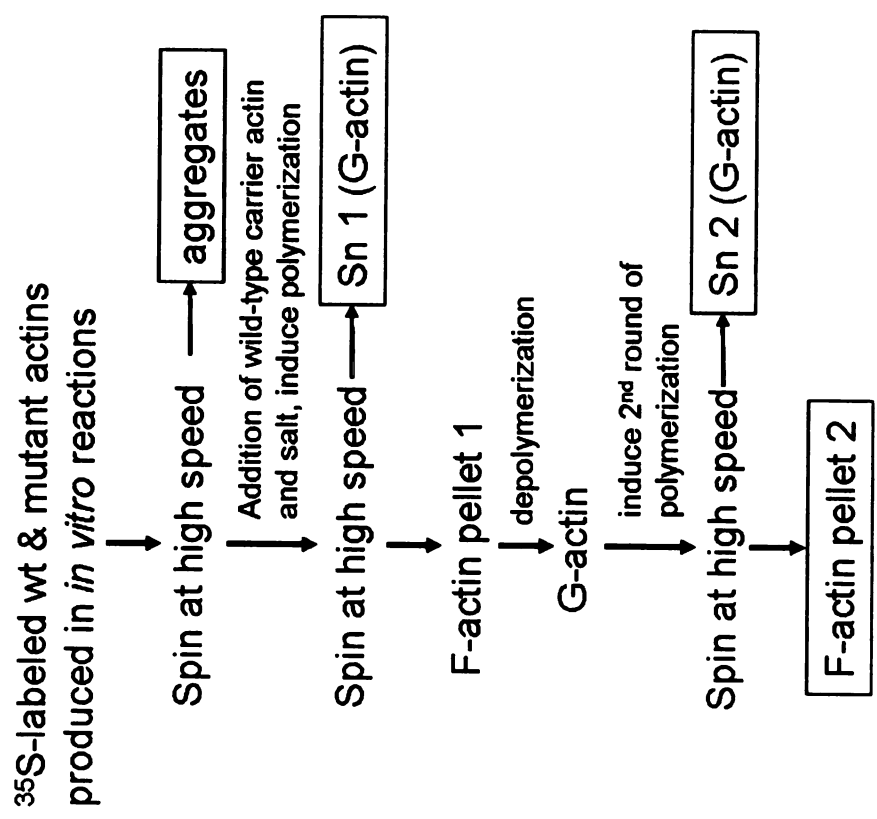 ³⁵S-labeled wt & mutant actins
produced in in vitro reactions
Spin at high speed
aggregates
Addition of wild-type carrier actin
and salt, induce polymerization
Spin at high speed
Sn 1 (G-actin)
F-actin pellet 1
depolymerization
G-actin
induce 2ⁿᵈ round of
polymerization
Spin at high speed
Sn 2 (G-actin)
F-actin pellet 2